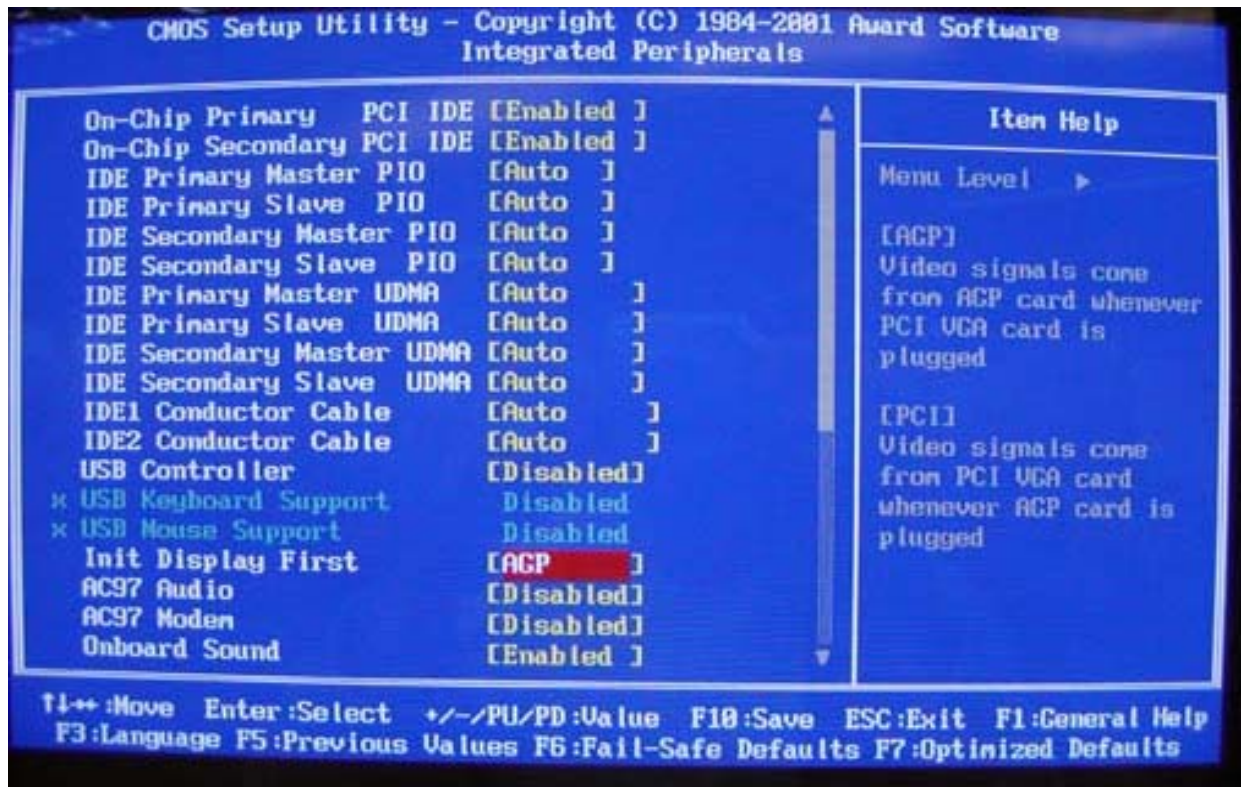 CMOS Setup Utility – Copyright (C) 1984-2001 Award Software
Integrated Peripherals
On-Chip Primary PCI IDE [Enabled ]
On-Chip Secondary PCI IDE [Enabled ]
IDE Primary Master PIO [Auto ]
IDE Primary Slave PIO [Auto ]
IDE Secondary Master PIO [Auto ]
IDE Secondary Slave PIO [Auto ]
IDE Primary Master UDMA [Auto ]
IDE Primary Slave UDMA [Auto ]
IDE Secondary Master UDMA [Auto ]
IDE Secondary Slave UDMA [Auto ]
IDE1 Conductor Cable [Auto ]
IDE2 Conductor Cable [Auto ]
USB Controller [Disabled]
x USB Keyboard Support Disabled
x USB Mouse Support Disabled
Init Display First [AGP ]
AC97 Audio [Disabled]
AC97 Modem [Disabled]
Onboard Sound [Enabled ]
Item Help
Menu Level ▶
[AGP]
Video signals come
from AGP card whenever
PCI VGA card is
plugged
[PCI]
Video signals come
from PCI VGA card
whenever AGP card is
plugged
↑↓→←:Move Enter:Select +/-/PU/PD:Value F10:Save ESC:Exit F1:General Help
F3:Language F5:Previous Values F6:Fail-Safe Defaults F7:Optimized Defaults